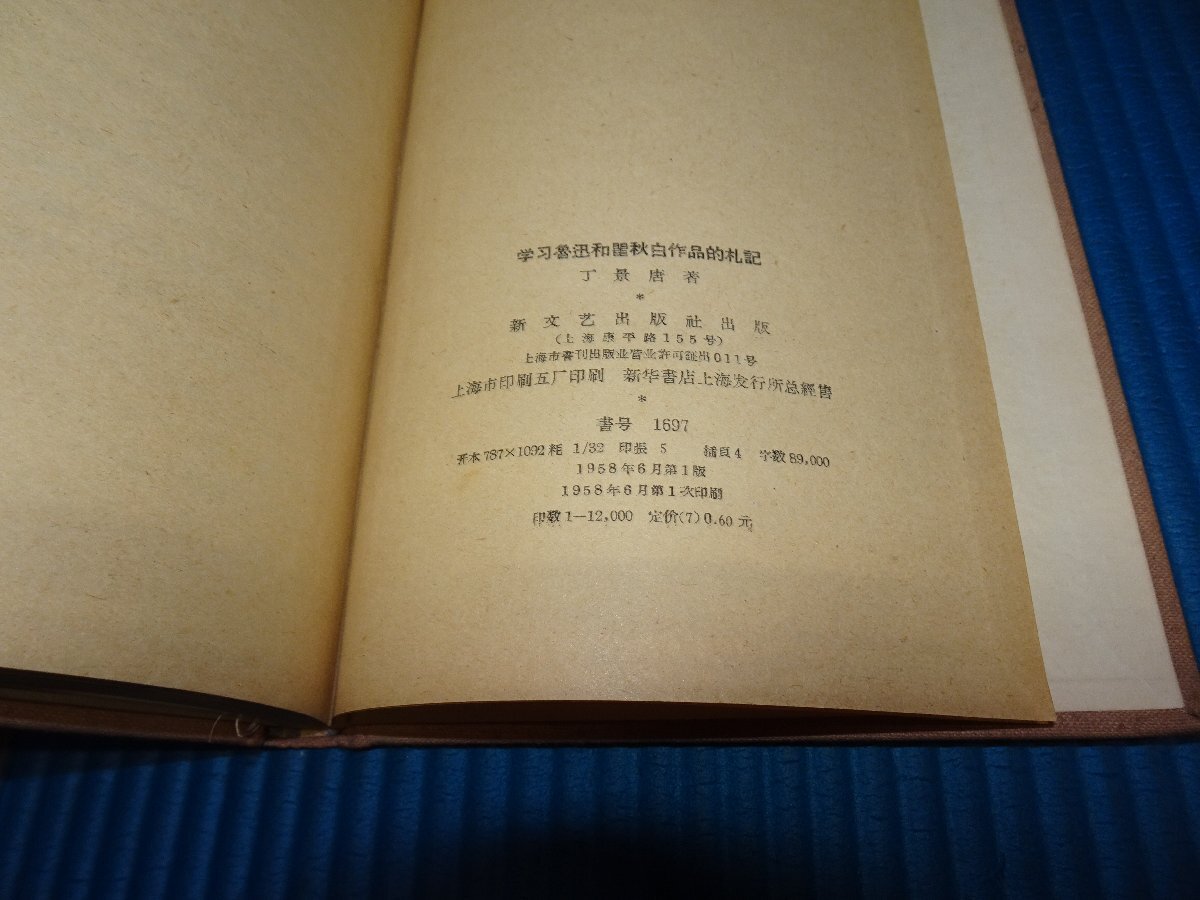 学习魯迅和瞿秋白作品的札記
丁景唐著
*
新文艺出版社出版
(上海康平路155号)
上海市書刊出版业营业許可証出011号
上海市印刷五厂印刷 新华書店上海发行所总經售
*
書号 1697
开本787×1092粍 1/32 印張 5 插頁4 字数89,000
1958年6月第1版
1958年6月第1次印刷
印数1—12,000 定价(7)0.60元